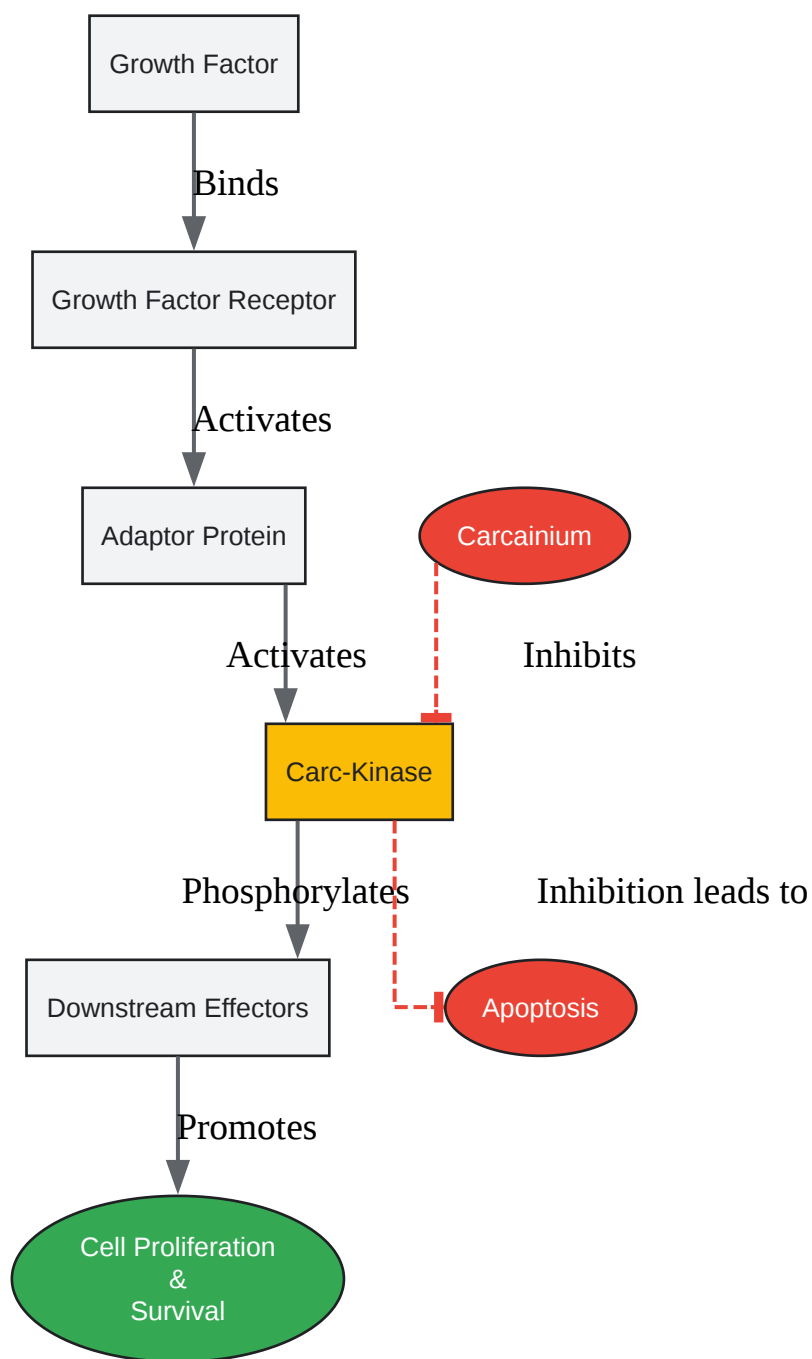 Growth Factor
Binds
Growth Factor Receptor
Activates
Adaptor Protein
Carcainium
Activates
Inhibits
Carc-Kinase
Phosphorylates
Inhibition leads to
Downstream Effectors
Apoptosis
Promotes
Cell Proliferation
&
Survival